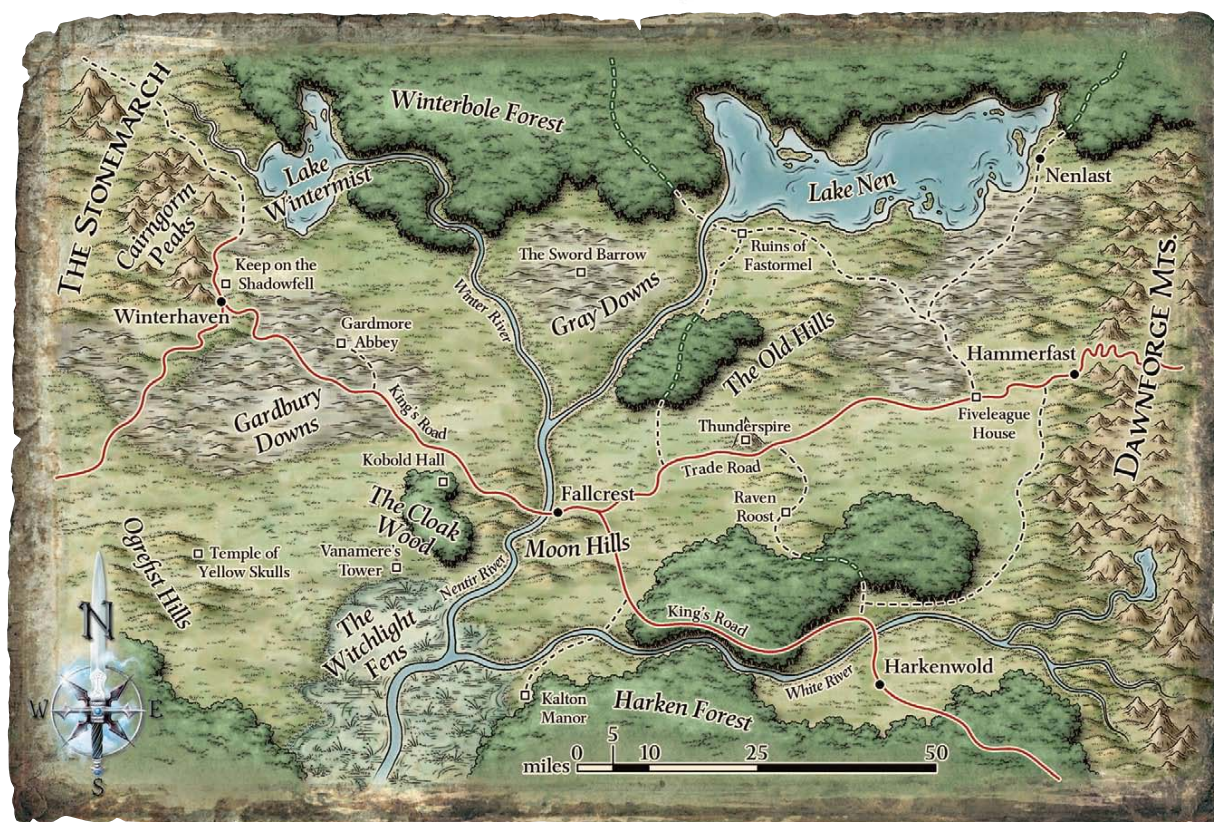 THE STONEMARCH
Winterbole Forest
Lake
Wintermist
Lake Nen
Nenlast
Cairngorm
Peaks
The Sword Barrow
Ruins of
Fastormel
Keep on the
Shadowfell
Winterhaven
Winter River
Gray Downs
DAWNFORGE MTS.
Gardmore
Abbey
The Old Hills
Hammerfast
Gardbury
Downs
King's Road
Fiveleague
House
Thunderspire
Trade Road
Kobold Hall
Fallcrest
Raven
Roost
The Cloak
Wood
Moon Hills
Ogrefist Hills
Temple of
Yellow Skulls
Vanamere's
Tower
Nentir River
N
W
E
S
The
Witchlight
Fens
King's Road
Harkenwold
White River
Kalton
Manor
Harken Forest
miles 0 5 10 25 50